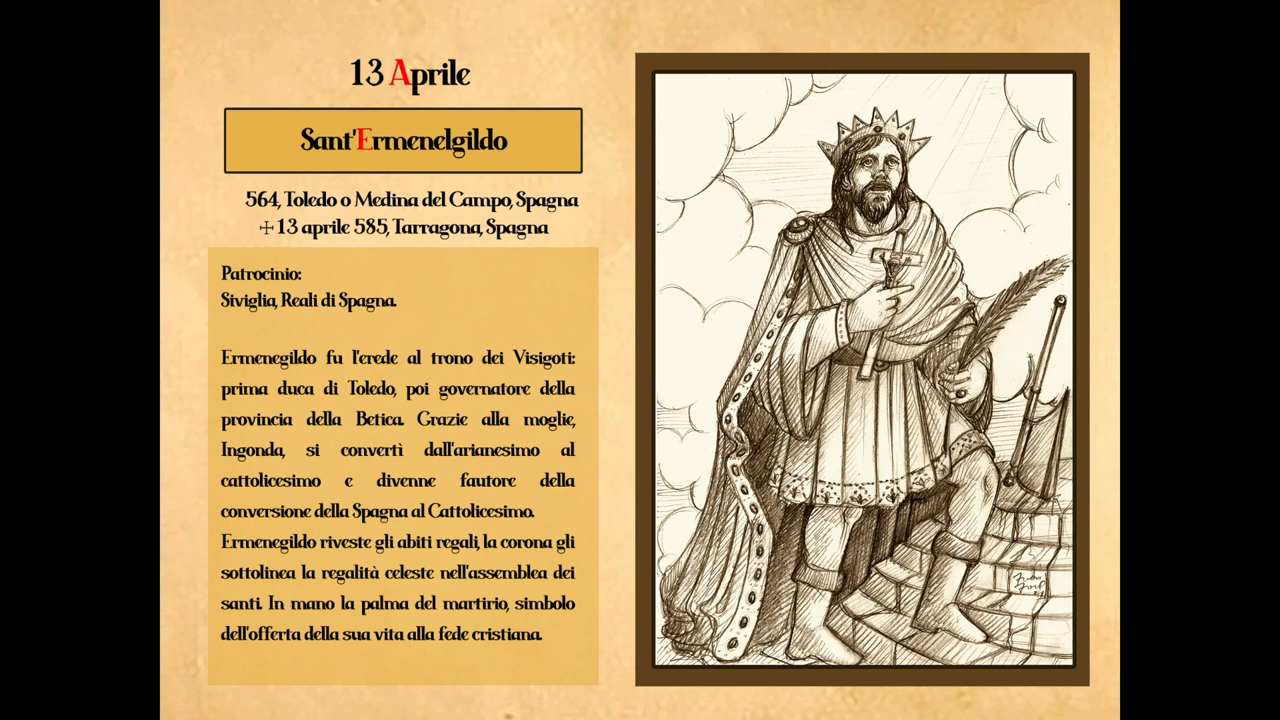 13 Aprile
Sant'Ermenelgildo
564, Toledo o Medina del Campo, Spagna
☩ 13 aprile 585, Tarragona, Spagna
Patrocinio:
Siviglia, Reali di Spagna.
Ermenegildo fu l'erede al trono dei Visigoti:
prima duca di Toledo, poi governatore della
provincia della Betica. Grazie alla moglie,
Ingonda, si convertì dall'arianesimo al
cattolicesimo e divenne fautore della
conversione della Spagna al Cattolicesimo.
Ermenegildo riveste gli abiti regali, la corona gli
sottolinea la regalità celeste nell'assemblea dei
santi. In mano la palma del martirio, simbolo
dell'offerta della sua vita alla fede cristiana.